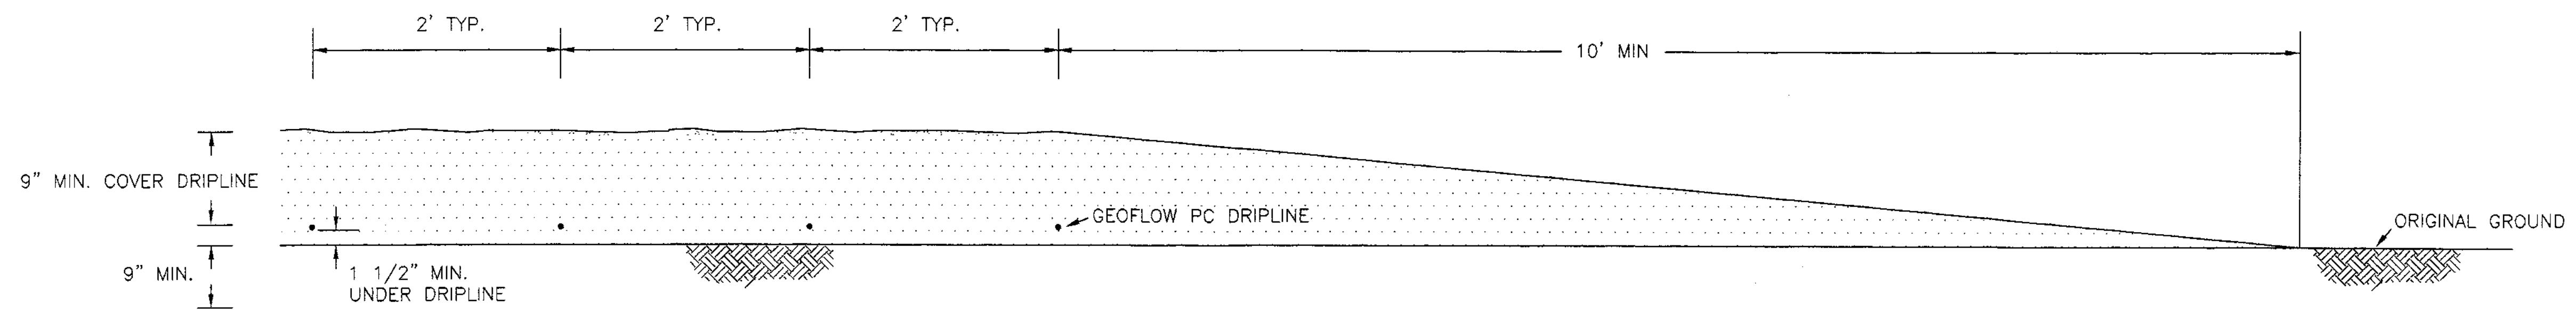 2' TYP.
2' TYP.
2' TYP.
10' MIN
9" MIN. COVER DRIPLINE
GEOFLOW PC DRIPLINE
ORIGINAL GROUND
9" MIN.
1 1/2" MIN.
UNDER DRIPLINE